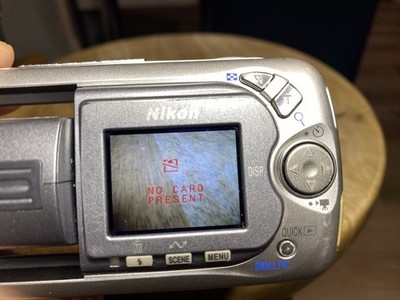 Nikon
W
T
DISP.
NO CARD
PRESENT
QUICK
SCENE
MENU